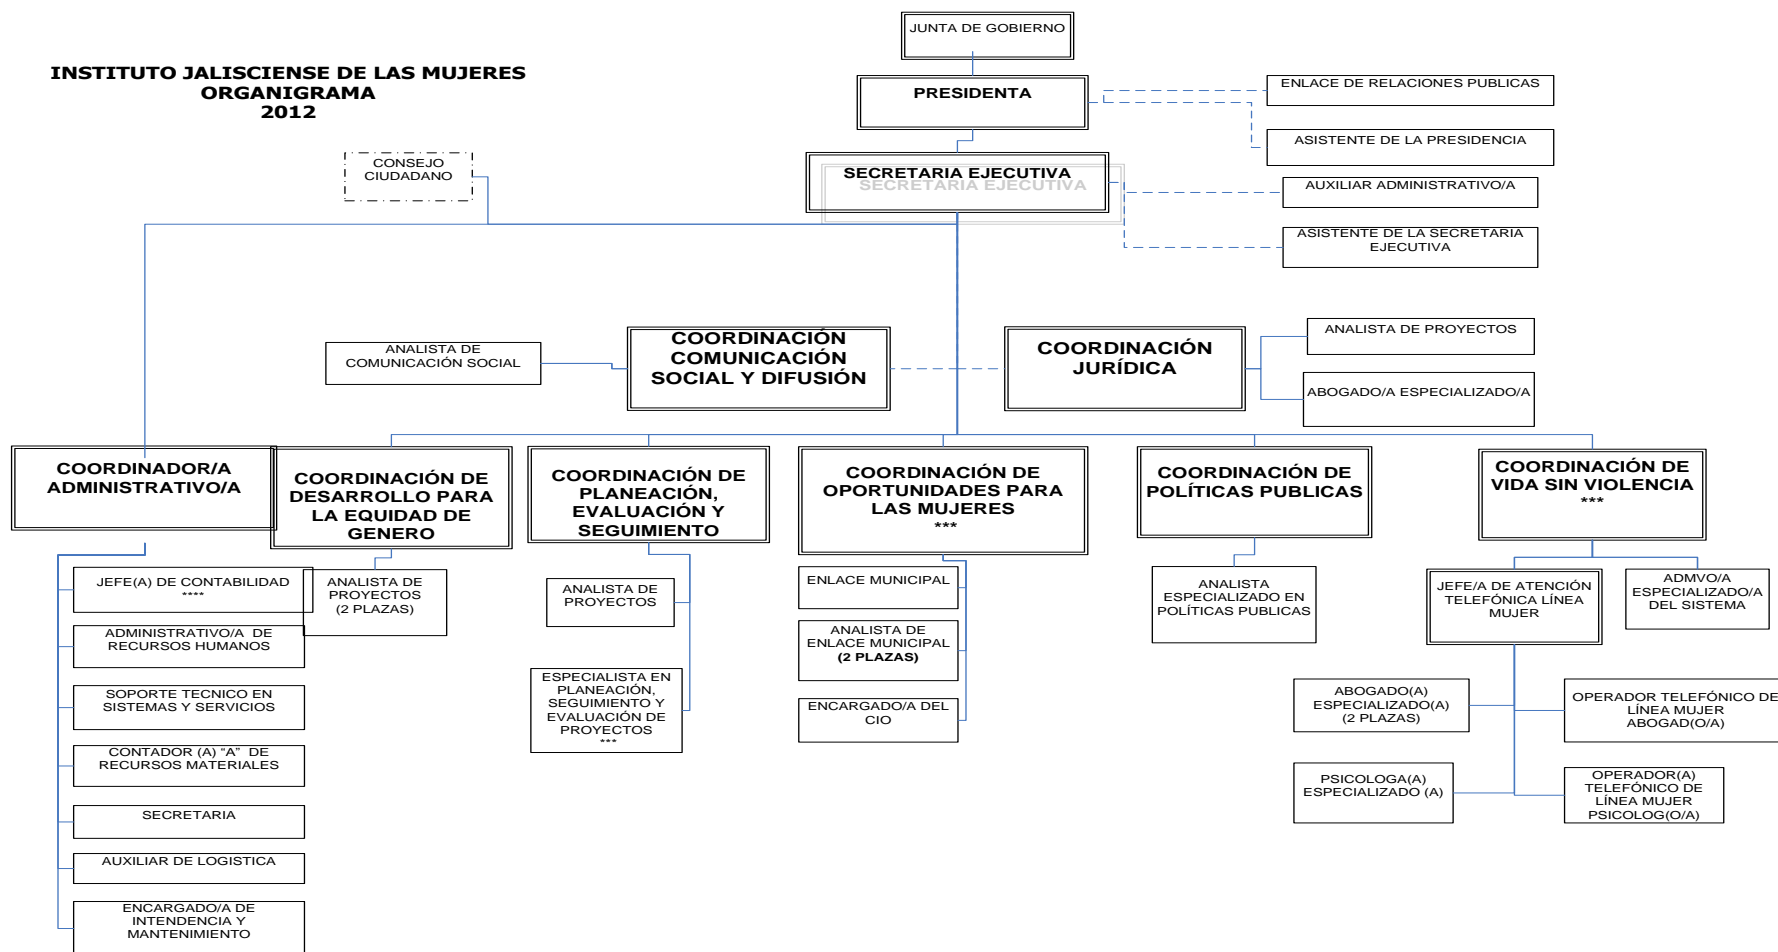 JUNTA DE GOBIERNO
INSTITUTO JALISCIENSE DE LAS MUJERES
ORGANIGRAMA
2012
PRESIDENTA
ENLACE DE RELACIONES PUBLICAS
ASISTENTE DE LA PRESIDENCIA
CONSEJO
CIUDADANO
SECRETARIA EJECUTIVA
SECRETARIA EJECUTIVA
AUXILIAR ADMINISTRATIVO/A
ASISTENTE DE LA SECRETARIA
EJECUTIVA
ANALISTA DE
COMUNICACIÓN SOCIAL
COORDINACIÓN
COMUNICACIÓN
SOCIAL Y DIFUSIÓN
COORDINACIÓN
JURÍDICA
ANALISTA DE PROYECTOS
ABOGADO/A ESPECIALIZADO/A
COORDINADOR/A
ADMINISTRATIVO/A
COORDINACIÓN DE
DESARROLLO PARA
LA EQUIDAD DE
GENERO
COORDINACIÓN DE
PLANEACIÓN,
EVALUACIÓN Y
SEGUIMIENTO
COORDINACIÓN DE
OPORTUNIDADES PARA
LAS MUJERES
***
COORDINACIÓN DE
POLÍTICAS PUBLICAS
COORDINACIÓN DE
VIDA SIN VIOLENCIA
***
JEFE(A) DE CONTABILIDAD
****
ADMINISTRATIVO/A  DE
RECURSOS HUMANOS
SOPORTE TECNICO EN
SISTEMAS Y SERVICIOS
CONTADOR (A) “A”  DE
RECURSOS MATERIALES
SECRETARIA
AUXILIAR DE LOGISTICA
ENCARGADO/A DE
INTENDENCIA Y
MANTENIMIENTO
ANALISTA DE
PROYECTOS
(2 PLAZAS)
ANALISTA DE
PROYECTOS
ESPECIALISTA EN
PLANEACIÓN,
SEGUIMIENTO Y
EVALUACIÓN DE
PROYECTOS
***
ENLACE MUNICIPAL
ANALISTA DE
ENLACE MUNICIPAL
(2 PLAZAS)
ENCARGADO/A DEL
CIO
ANALISTA
ESPECIALIZADO EN
POLÍTICAS PUBLICAS
JEFE/A DE ATENCIÓN
TELEFÓNICA LÍNEA
MUJER
ADMVO/A
ESPECIALIZADO/A
DEL SISTEMA
ABOGADO(A)
ESPECIALIZADO(A)
(2 PLAZAS)
OPERADOR TELEFÓNICO DE
LÍNEA MUJER
ABOGAD(O/A)
PSICOLOGA(A)
ESPECIALIZADO (A)
OPERADOR(A)
TELEFÓNICO DE
LÍNEA MUJER
PSICOLOG(O/A)